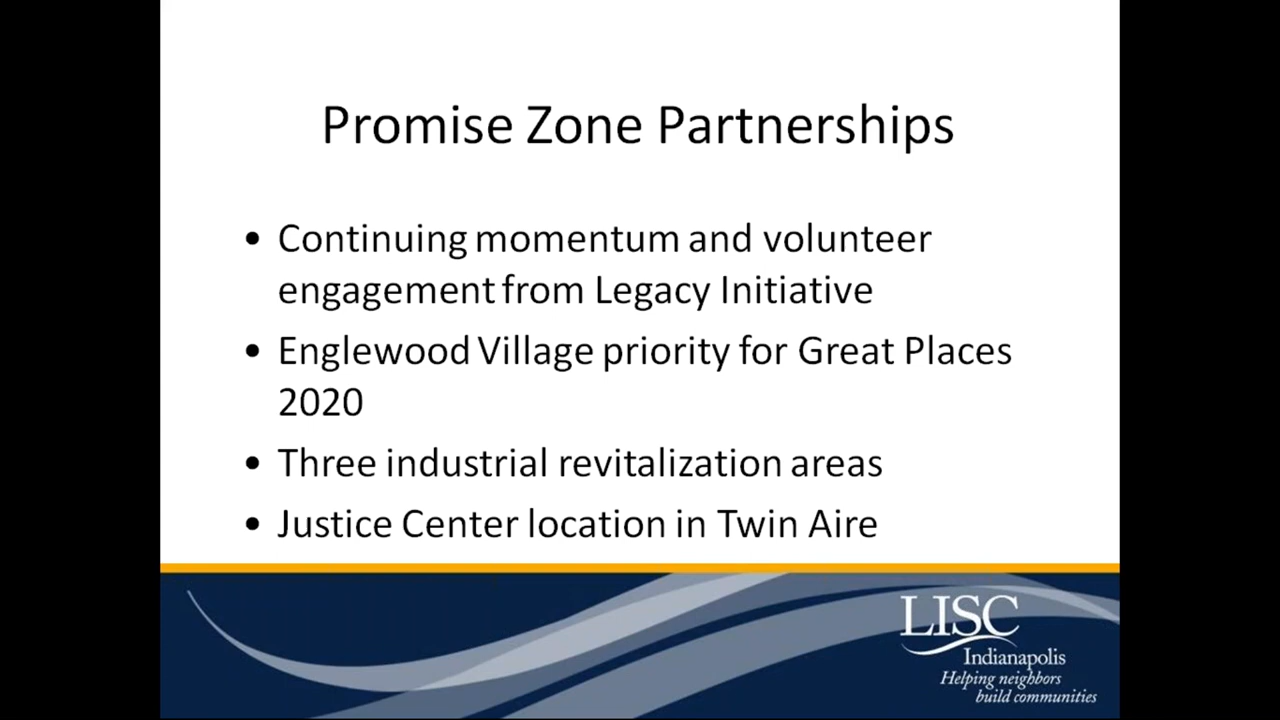 Promise Zone Partnerships
• Continuing momentum and volunteer
engagement from Legacy Initiative
• Englewood Village priority for Great Places
2020
• Three industrial revitalization areas
• Justice Center location in Twin Aire
LISC
Indianapolis
Helping neighbors
build communities